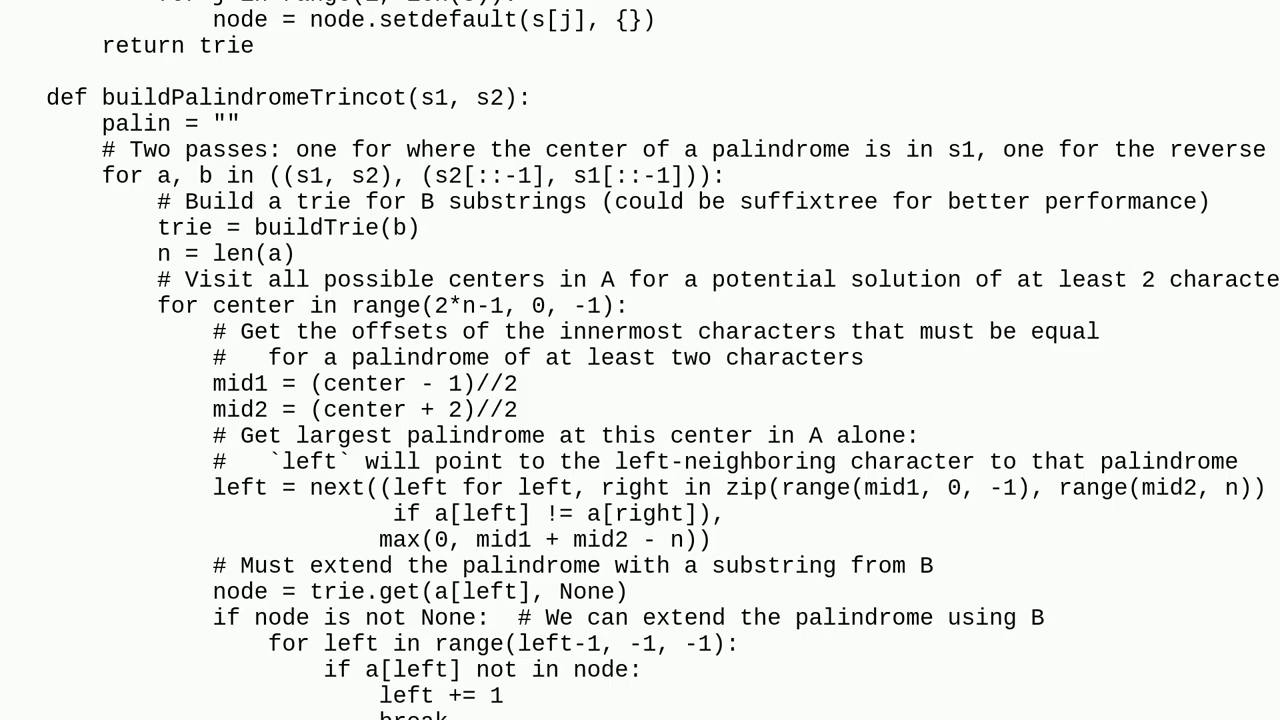 node = node.setdefault(s[j], {})
return trie
def buildPalindromeTrincot(s1, s2):
palin = ""
# Two passes: one for where the center of a palindrome is in s1, one for the reverse
for a, b in ((s1, s2), (s2[::-1], s1[::-1])):
# Build a trie for B substrings (could be suffixtree for better performance)
trie = buildTrie(b)
n = len(a)
# Visit all possible centers in A for a potential solution of at least 2 characte
for center in range(2*n-1, 0, -1):
# Get the offsets of the innermost characters that must be equal
#   for a palindrome of at least two characters
mid1 = (center - 1)//2
mid2 = (center + 2)//2
# Get largest palindrome at this center in A alone:
#   `left` will point to the left-neighboring character to that palindrome
left = next((left for left, right in zip(range(mid1, 0, -1), range(mid2, n))
if a[left] != a[right]),
max(0, mid1 + mid2 - n))
# Must extend the palindrome with a substring from B
node = trie.get(a[left], None)
if node is not None:  # We can extend the palindrome using B
for left in range(left-1, -1, -1):
if a[left] not in node:
left += 1
break